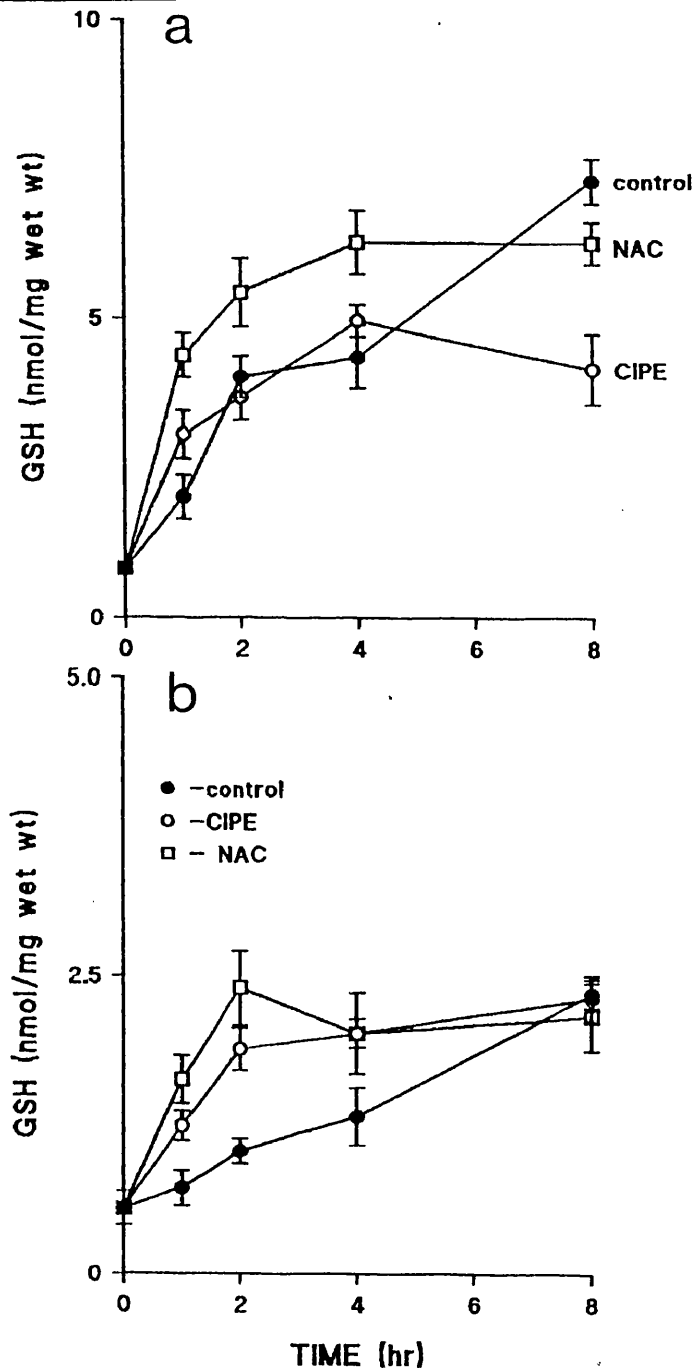 10
a
GSH (nmol/mg wet wt)
control
NAC
5
CIPE
0
0 2 4 6 8
5.0
b
-control
-CIPE
- NAC
GSH (nmol/mg wet wt)
2.5
0
0 2 4 6 8
TIME (hr)